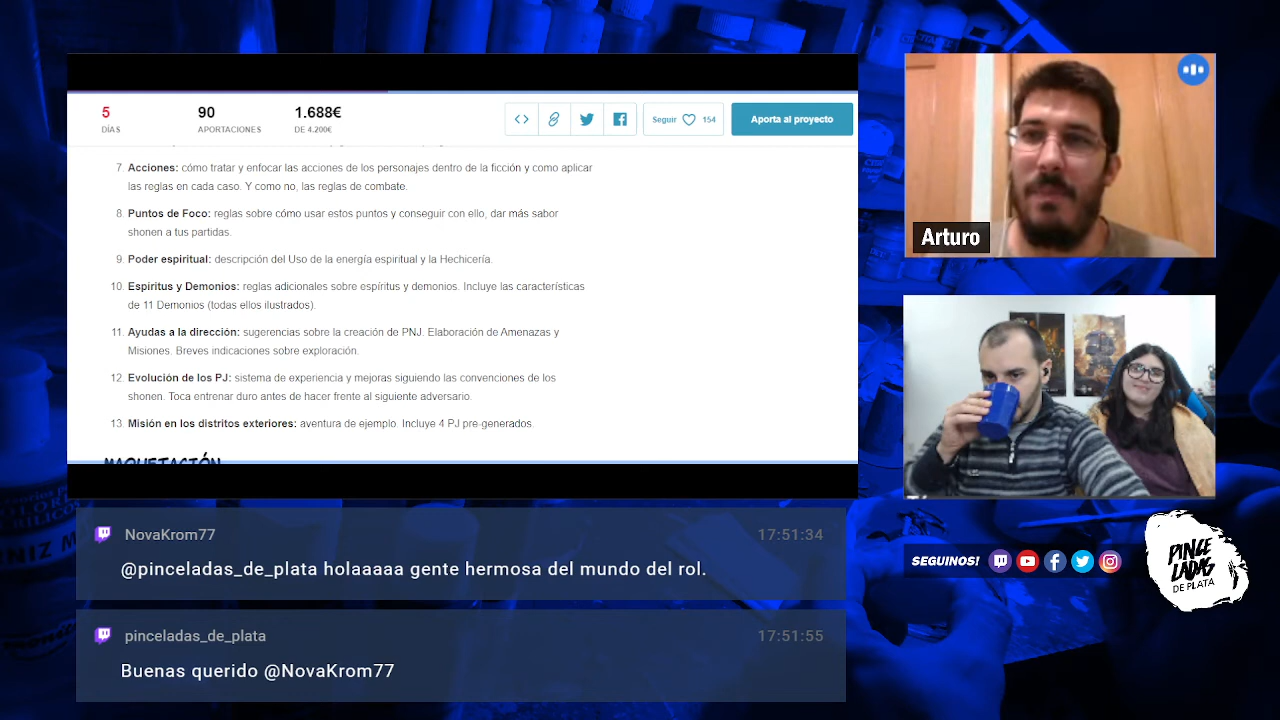 5
DÍAS
90
APORTACIONES
1.688€
DE 4.200€
Seguir
154
Aporta al proyecto
7. Acciones: cómo tratar y enfocar las acciones de los personajes dentro de la ficción y como aplicar
las reglas en cada caso. Y como no, las reglas de combate.
8. Puntos de Foco: reglas sobre cómo usar estos puntos y conseguir con ello, dar más sabor
shonen a tus partidas.
9. Poder espiritual: descripción del Uso de la energía espiritual y la Hechicería.
10. Espíritus y Demonios: reglas adicionales sobre espíritus y demonios. Incluye las características
de 11 Demonios (todas ellos ilustrados).
11. Ayudas a la dirección: sugerencias sobre la creación de PNJ. Elaboración de Amenazas y
Misiones. Breves indicaciones sobre exploración.
12. Evolución de los PJ: sistema de experiencia y mejoras siguiendo las convenciones de los
shonen. Toca entrenar duro antes de hacer frente al siguiente adversario.
13. Misión en los distritos exteriores: aventura de ejemplo. Incluye 4 PJ pre-generados.
MAQUETACIÓN
Arturo
NovaKrom77
17:51:34
@pinceladas_de_plata holaaaaa gente hermosa del mundo del rol.
pinceladas_de_plata
17:51:55
Buenas querido @NovaKrom77
SEGUINOS!
PINCE
LADAS
DE PLATA